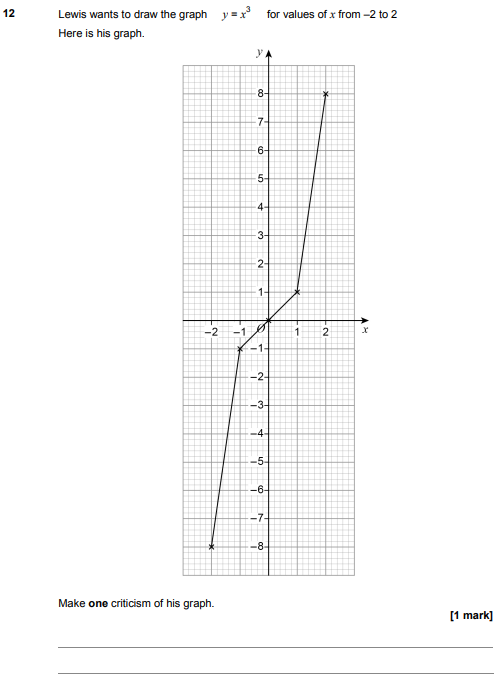 12 Lewis wants to draw the graph y = x³ for values of x from –2 to 2
Here is his graph.
y
8
7
6
5
4
3
2
1
–2 –1 O 1 2 x
–1
–2
–3
–4
–5
–6
–7
–8
Make one criticism of his graph.
[1 mark]